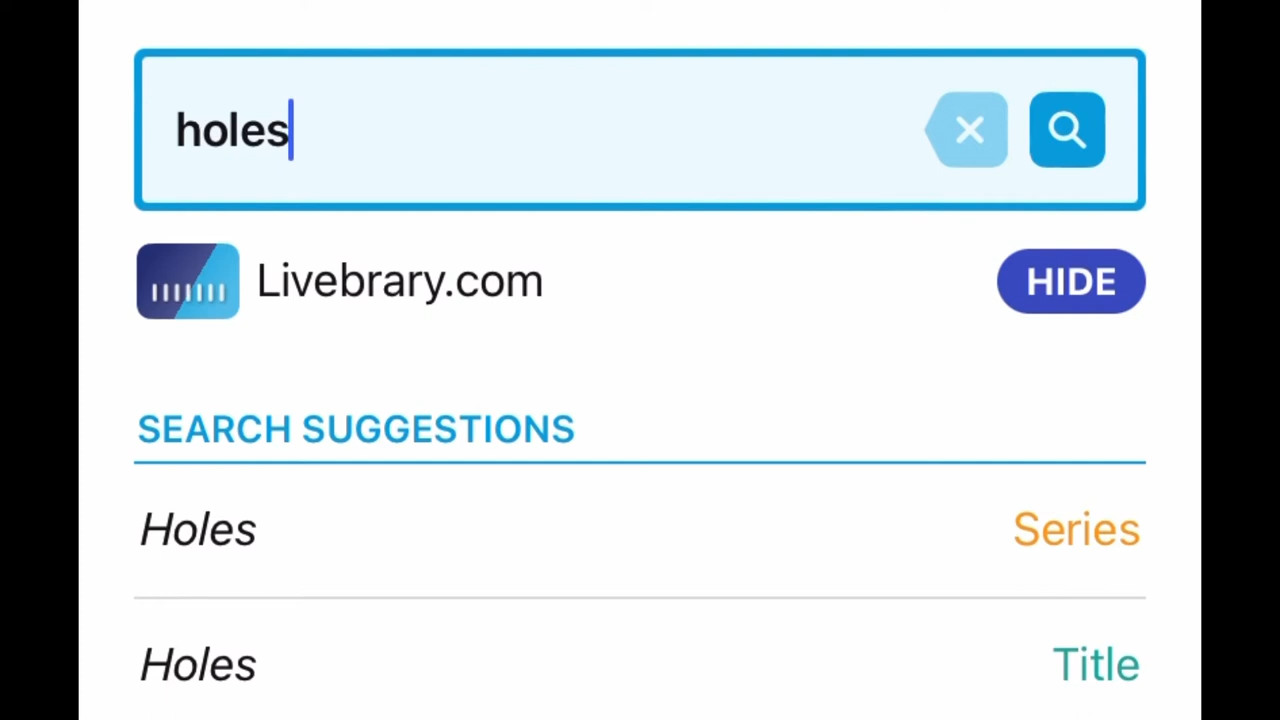 holes
Livebrary.com HIDE
SEARCH SUGGESTIONS
Holes Series
Holes Title